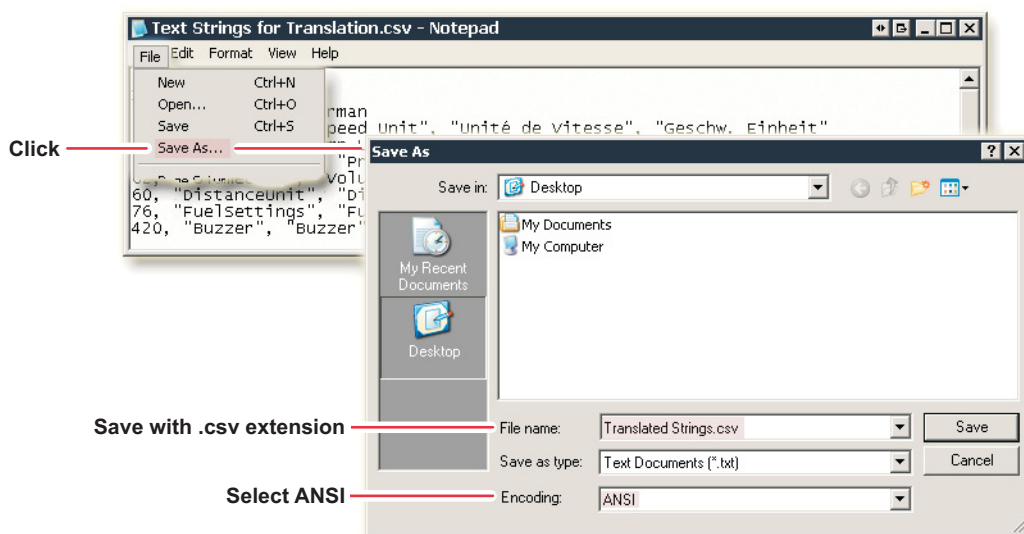 Text Strings for Translation.csv - Notepad
File Edit Format View Help
New Ctrl+N
Open... Ctrl+O
Save Ctrl+S
Save As...
rman
peed Unit", "Unité de Vitesse", "Geschw. Einheit"
"Pr
Volu
60, "DistanceUnit", "Di
76, "FuelSettings", "Fu
420, "Buzzer", "Buzzer"
Click
Save As
Save in: Desktop
My Documents
My Computer
My Recent
Documents
Desktop
Save with .csv extension
File name: Translated Strings.csv Save
Save as type: Text Documents (*.txt) Cancel
Select ANSI
Encoding: ANSI